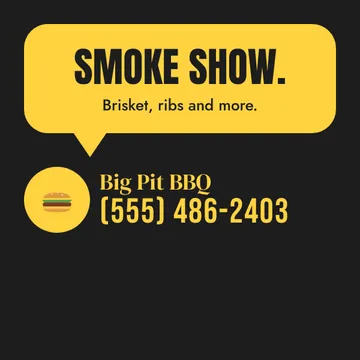 SMOKE SHOW.
Brisket, ribs and more.
Big Pit BBQ
(555) 486-2403